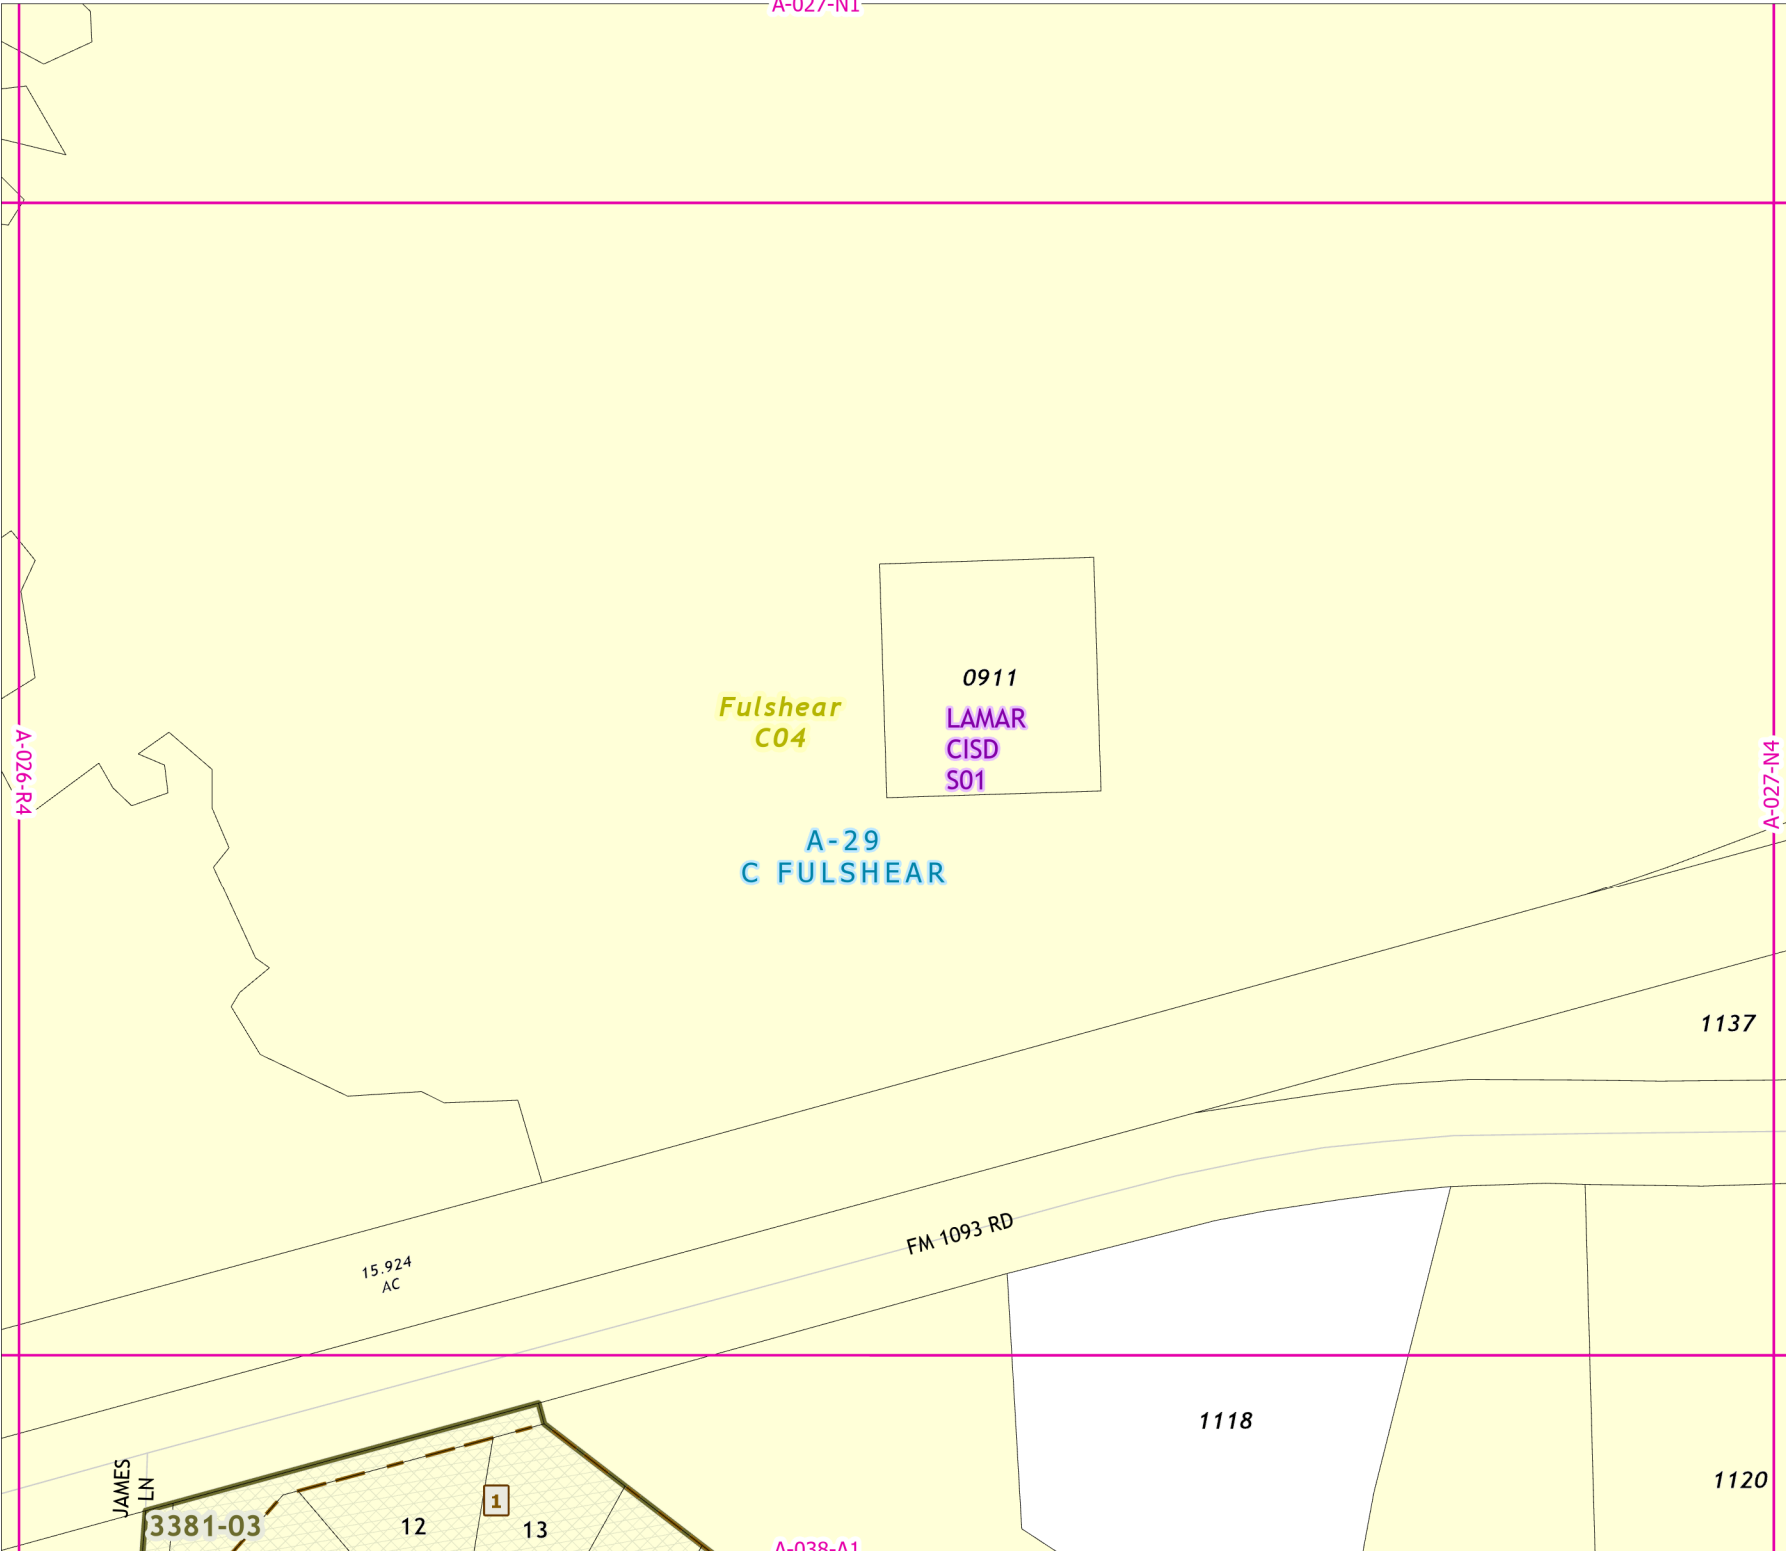 A-027-N1
0911
Fulshear
C04
LAMAR
CISD
S01
A-026-R4
A-027-N4
A-29
C FULSHEAR
1137
FM 1093 RD
15.924
AC
1118
1120
JAMES
LN
3381-03
12
1
13
A-038-A1